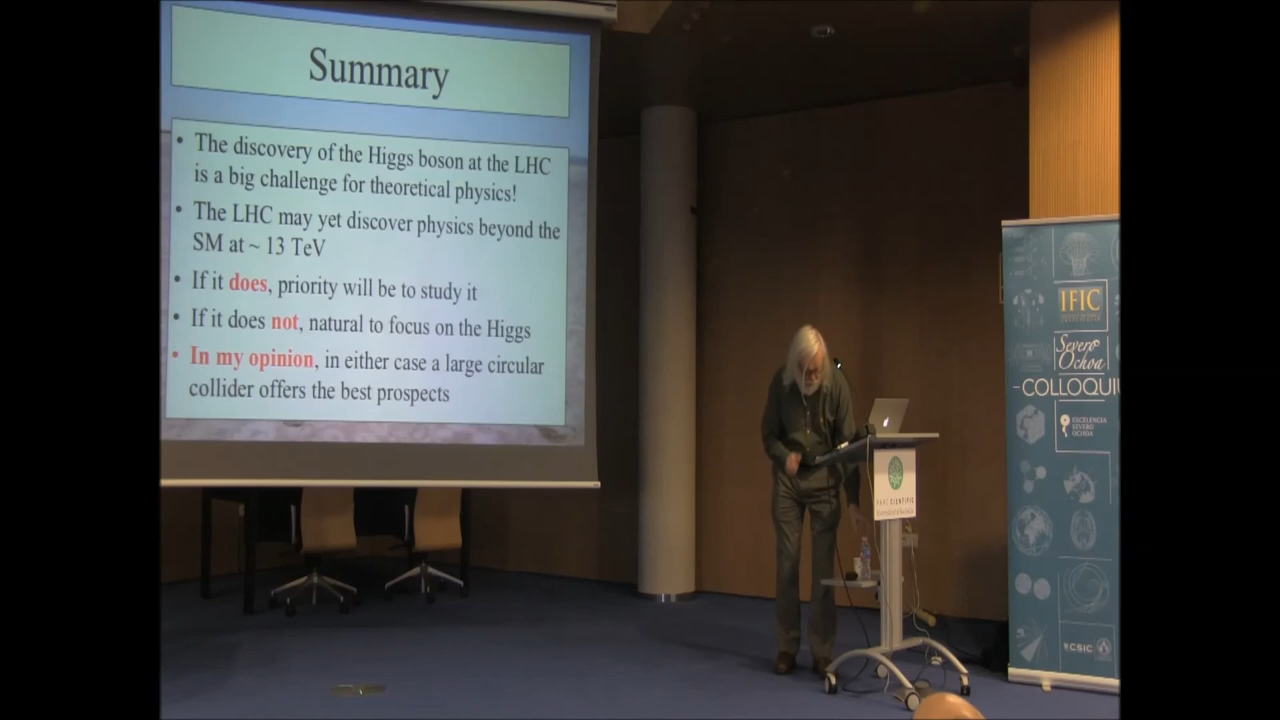 Summary
• The discovery of the Higgs boson at the LHC
is a big challenge for theoretical physics!
• The LHC may yet discover physics beyond the
SM at ~ 13 TeV
• If it does, priority will be to study it
• If it does not, natural to focus on the Higgs
• In my opinion, in either case a large circular
collider offers the best prospects
IFIC
Severo
Ochoa
-COLLOQUI
EXCELENCIA
SEVERO
OCHOA
PARC CIENTÍFIC
CSIC